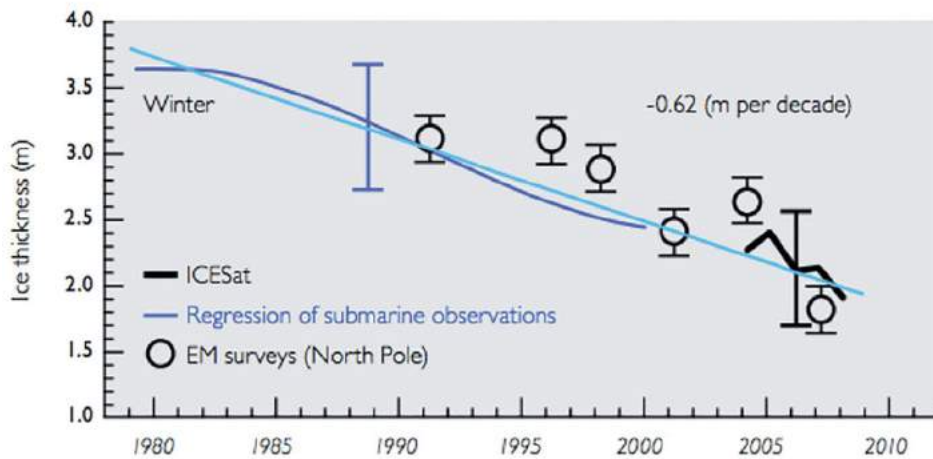 4.0
3.5
3.0
2.5
2.0
1.5
1.0
Ice thickness (m)
Winter
-0.62 (m per decade)
ICESat
Regression of submarine observations
EM surveys (North Pole)
1980 1985 1990 1995 2000 2005 2010